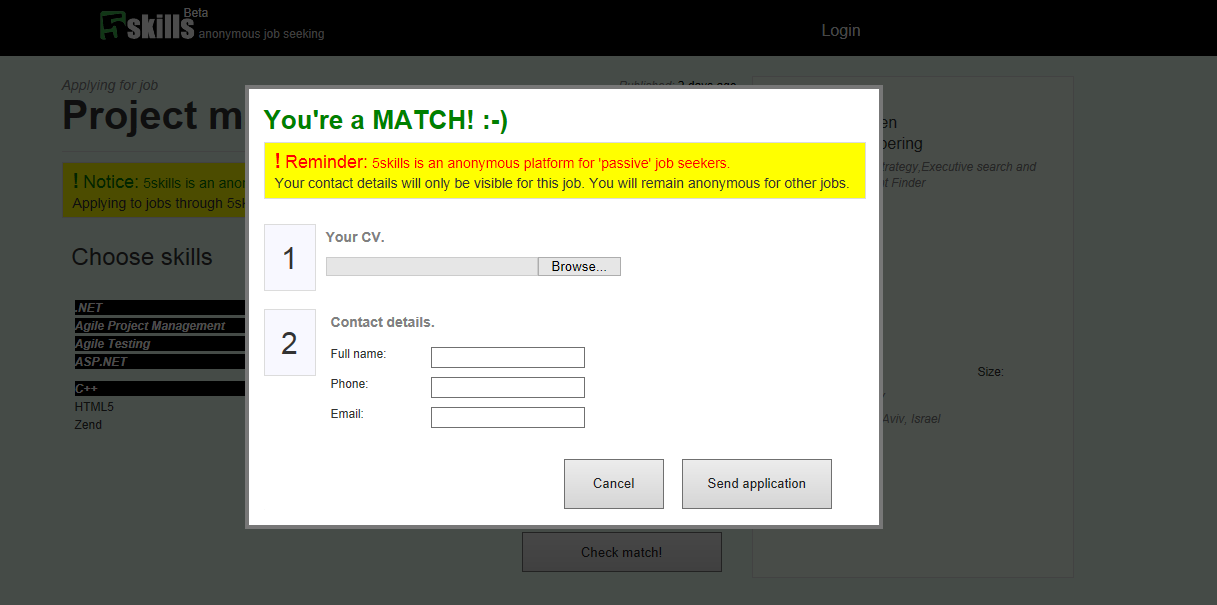 5skills Beta
anonymous job seeking
Login
Applying for job
Published: 2 days ago
Project m
! Notice: 5skills is an anon
Applying to jobs through 5sk
Choose skills
.NET
Agile Project Management
Agile Testing
ASP.NET
C++
HTML5
Zend
You're a MATCH! :-)
! Reminder: 5skills is an anonymous platform for 'passive' job seekers.
Your contact details will only be visible for this job. You will remain anonymous for other jobs.
1
Your CV.
Browse...
2
Contact details.
Full name:
Phone:
Email:
Cancel
Send application
Check match!
en
pering
trategy,Executive search and
t Finder
Size:
Aviv, Israel